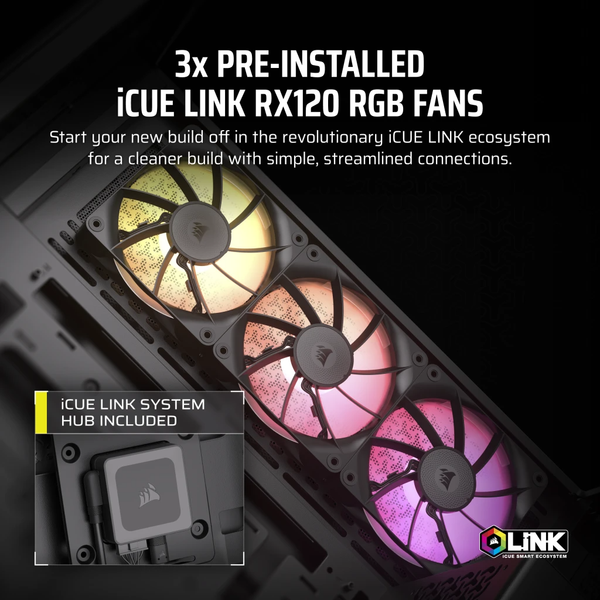 3x PRE-INSTALLED
iCUE LINK RX120 RGB FANS
Start your new build off in the revolutionary iCUE LINK ecosystem
for a cleaner build with simple, streamlined connections.
iCUE LINK SYSTEM
HUB INCLUDED
LiNK
iCUE SMART ECOSYSTEM